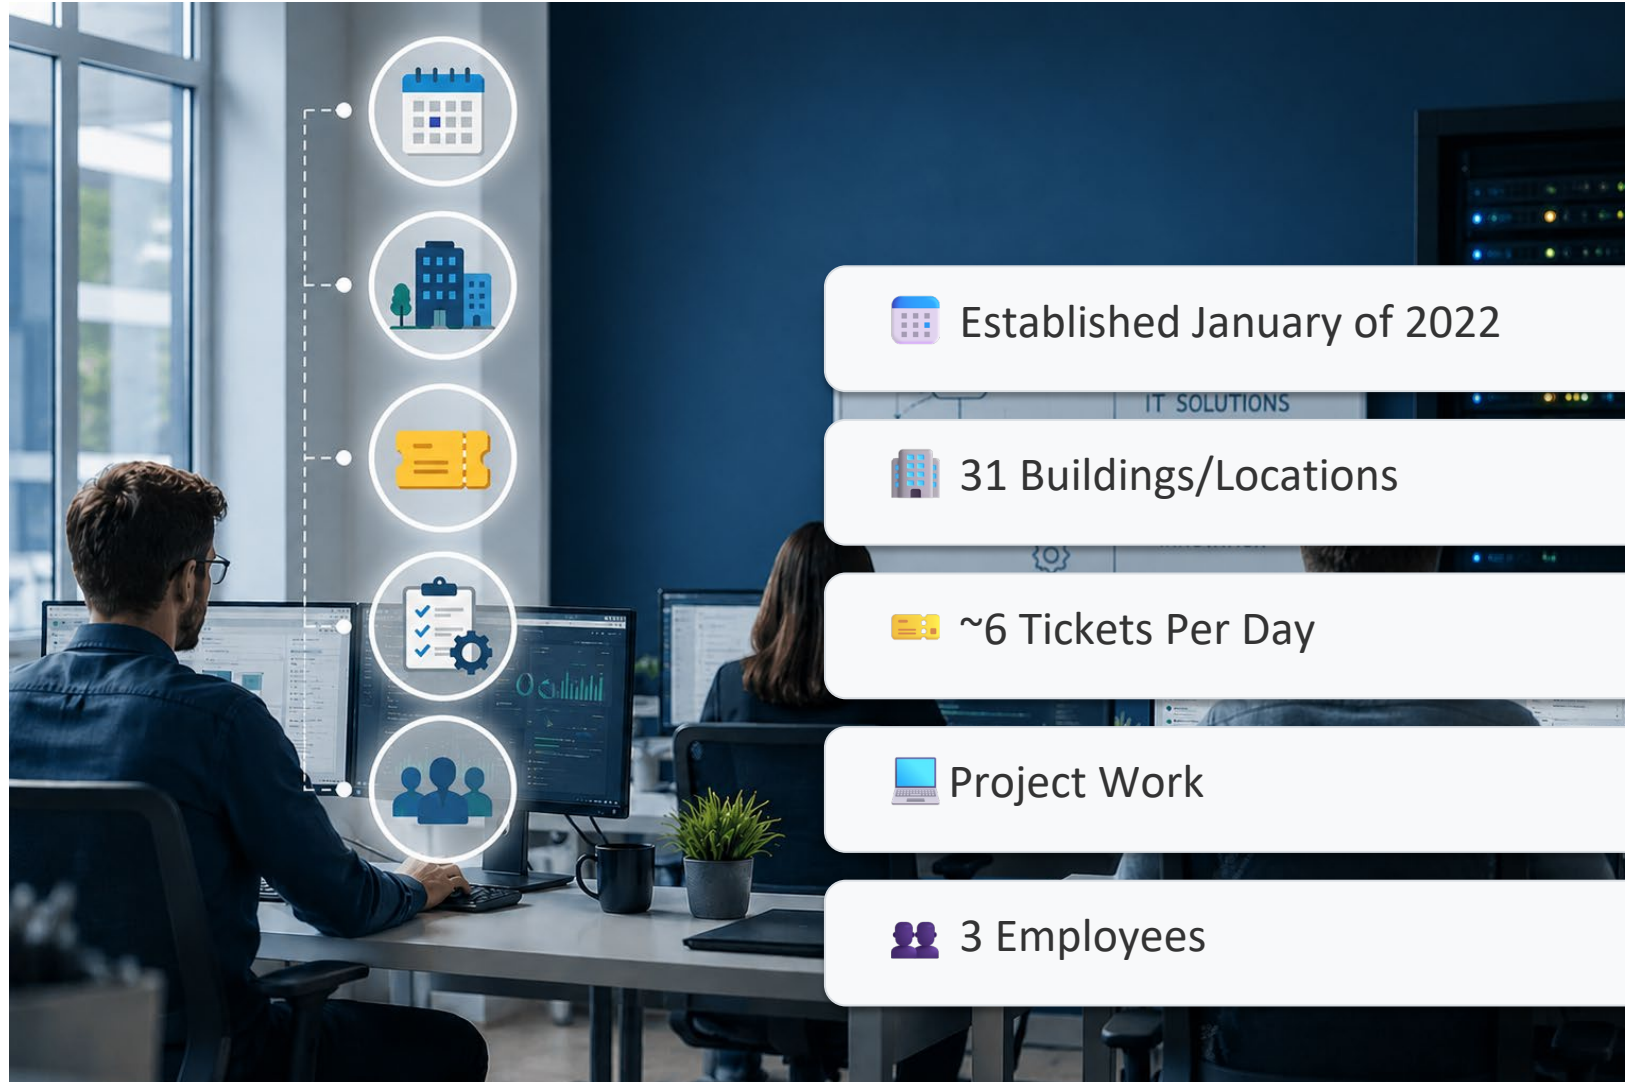 Established January of 2022
IT SOLUTIONS
31 Buildings/Locations
~6 Tickets Per Day
Project Work
3 Employees